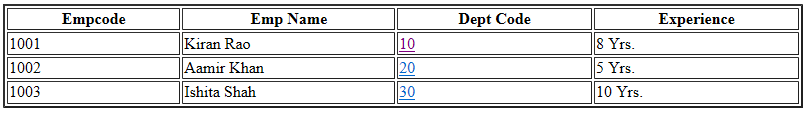 Empcode Emp Name Dept Code Experience
1001 Kiran Rao 10 8 Yrs.
1002 Aamir Khan 20 5 Yrs.
1003 Ishita Shah 30 10 Yrs.